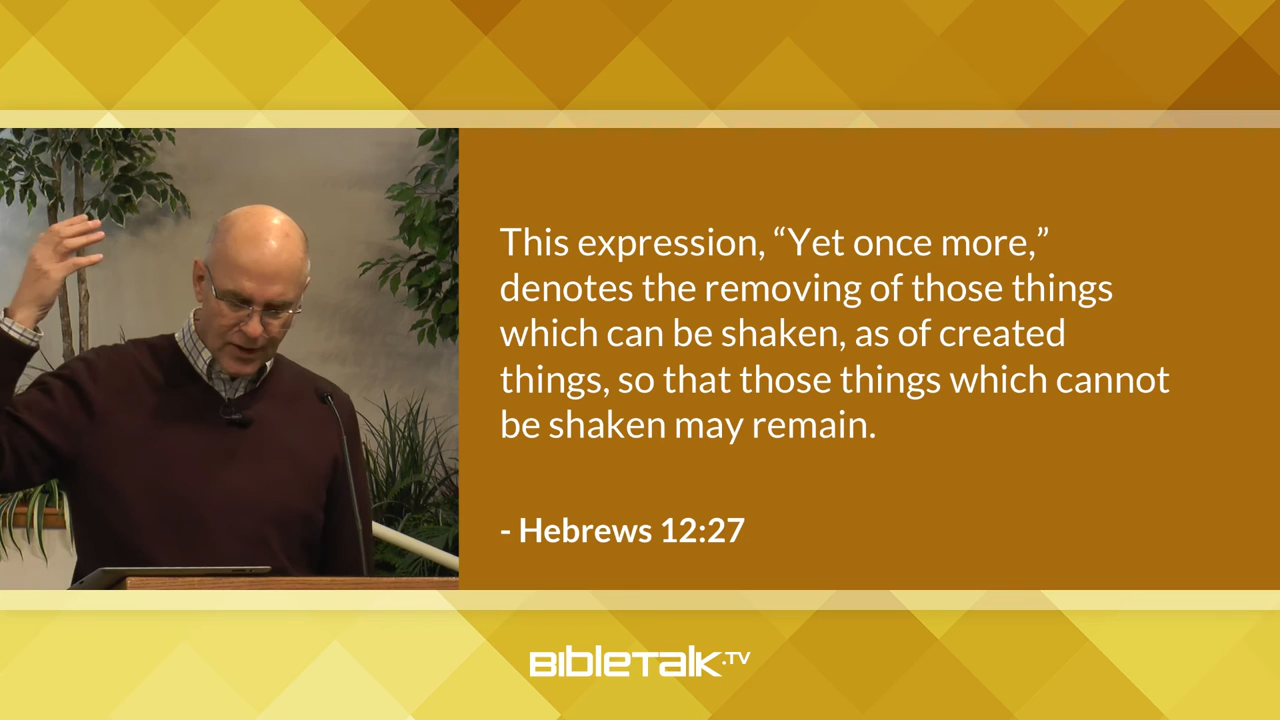 This expression, “Yet once more,”
denotes the removing of those things
which can be shaken, as of created
things, so that those things which cannot
be shaken may remain.
- Hebrews 12:27
BIBLETALK.TV